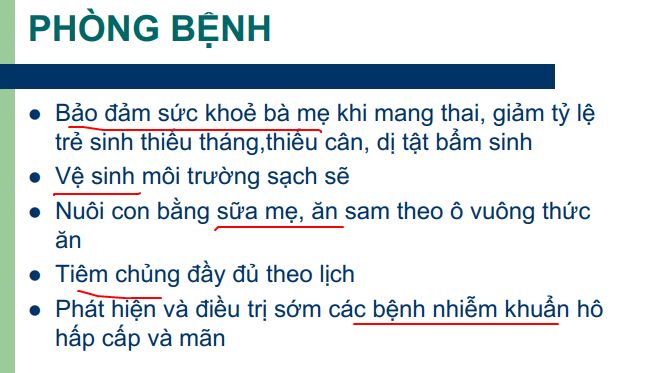 PHÒNG BỆNH
● Bảo đảm sức khoẻ bà mẹ khi mang thai, giảm tỷ lệ
trẻ sinh thiếu tháng,thiếu cân, dị tật bẩm sinh
● Vệ sinh môi trường sạch sẽ
● Nuôi con bằng sữa mẹ, ăn sam theo ô vuông thức
ăn
● Tiêm chủng đầy đủ theo lịch
● Phát hiện và điều trị sớm các bệnh nhiễm khuẩn hô
hấp cấp và mãn